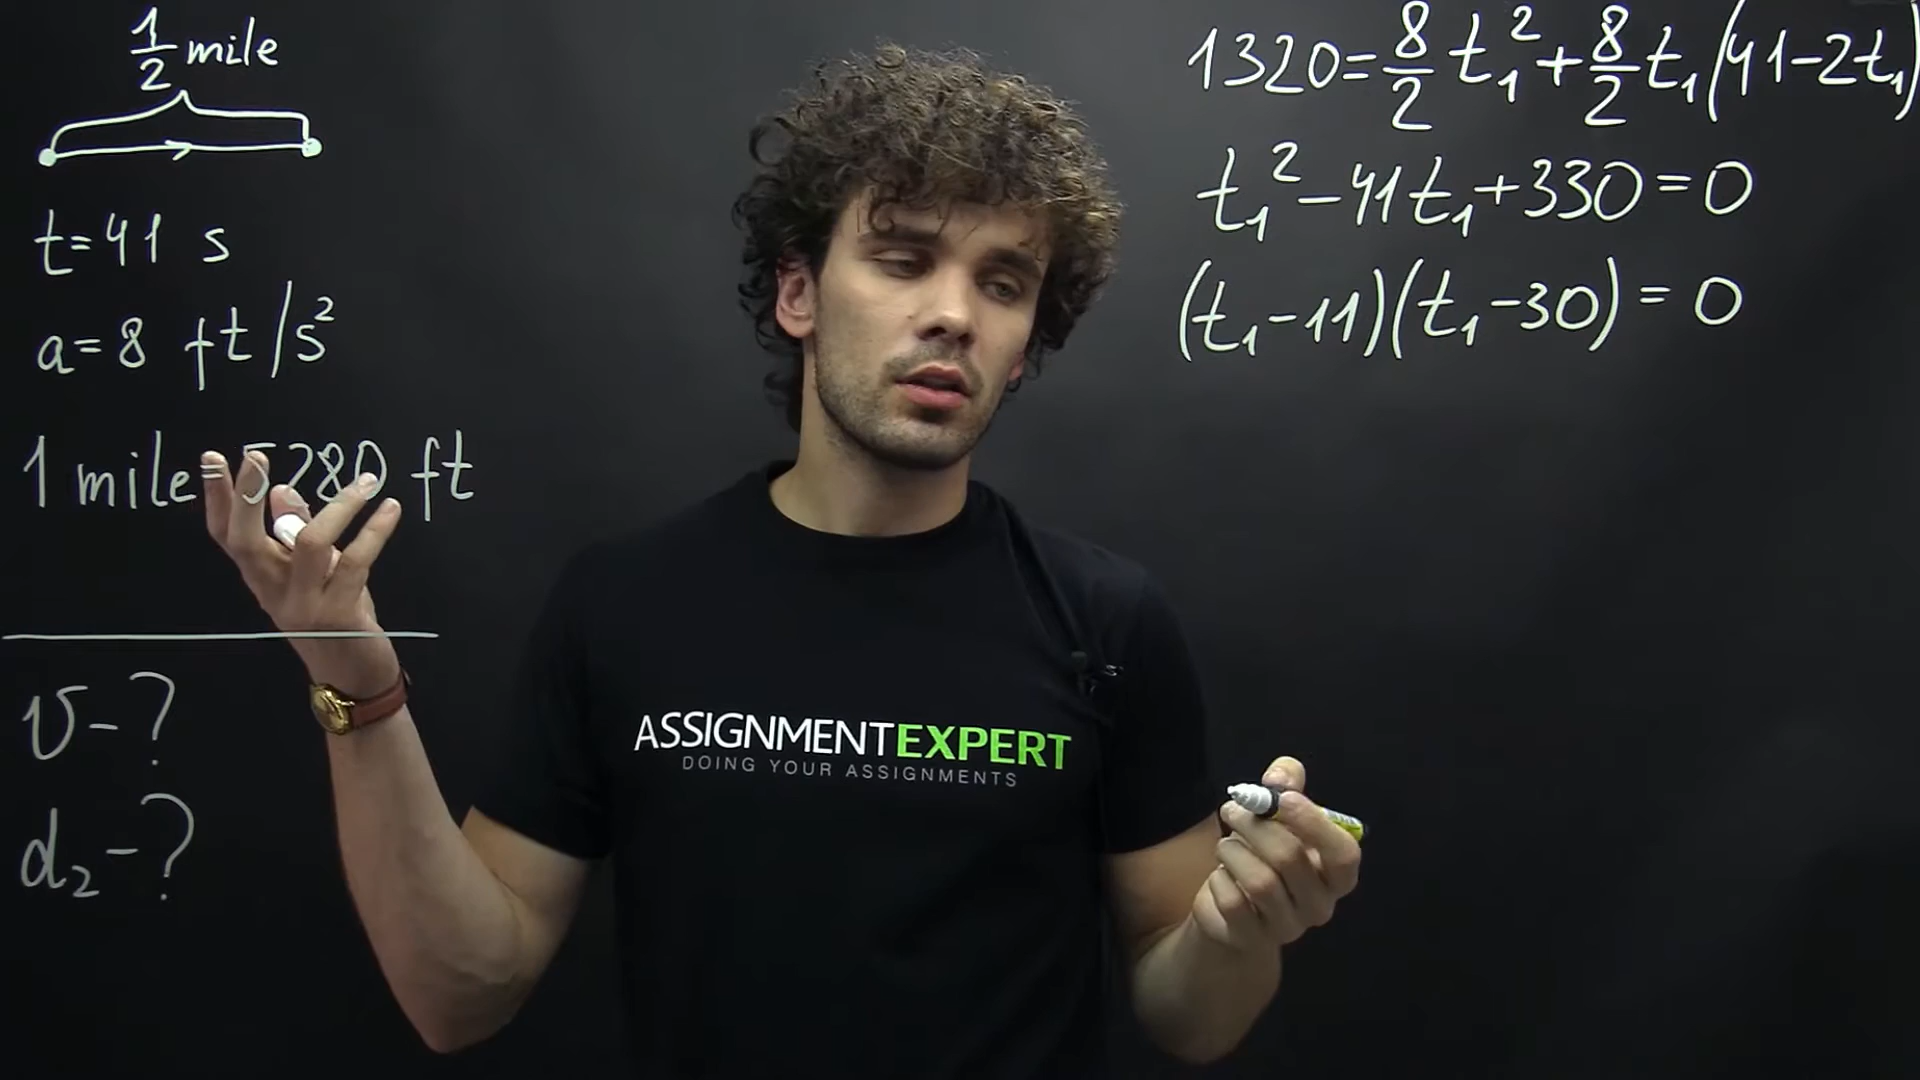 1/2 mile
t=41 s
a=8 ft/s²
1 mile=5280 ft
v-?
d₂-?
1320=8/2 t₁²+8/2 t₁(41-2t₁)
t₁²-41t₁+330=0
(t₁-11)(t₁-30)=0
ASSIGNMENTEXPERT
DOING YOUR ASSIGNMENTS